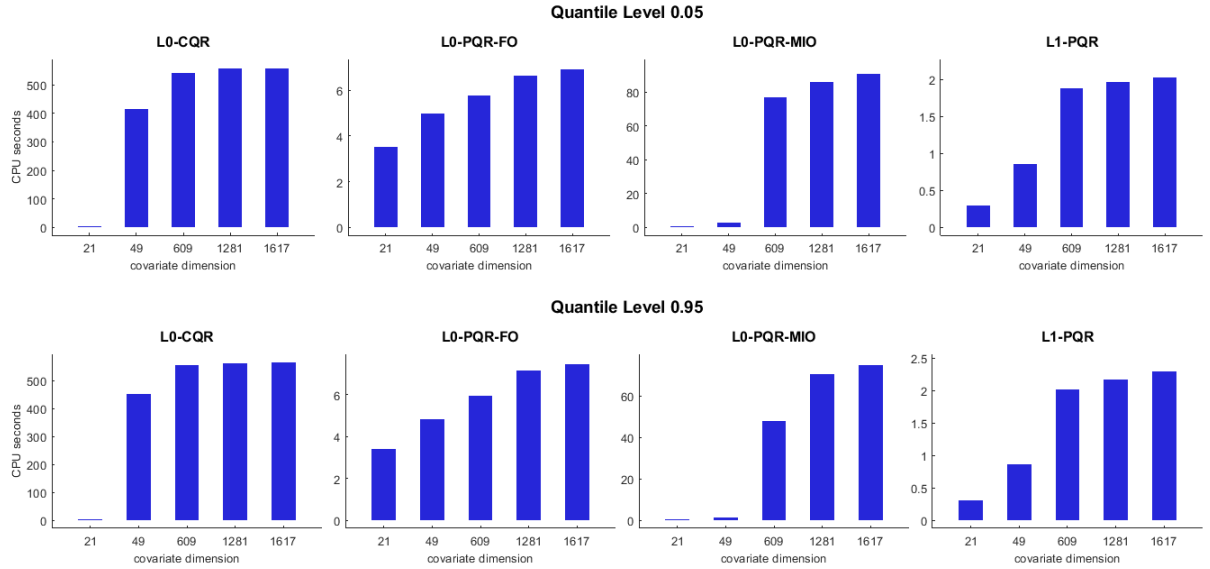 Quantile Level 0.05
L0-CQR
L0-PQR-FO
L0-PQR-MIO
L1-PQR
CPU seconds
500
400
300
200
100
0
6
4
2
0
80
60
40
20
0
2
1.5
1
0.5
0
21 49 609 1281 1617
21 49 609 1281 1617
21 49 609 1281 1617
21 49 609 1281 1617
covariate dimension
covariate dimension
covariate dimension
covariate dimension
Quantile Level 0.95
L0-CQR
L0-PQR-FO
L0-PQR-MIO
L1-PQR
CPU seconds
500
400
300
200
100
0
6
4
2
0
60
40
20
0
2.5
2
1.5
1
0.5
0
21 49 609 1281 1617
21 49 609 1281 1617
21 49 609 1281 1617
21 49 609 1281 1617
covariate dimension
covariate dimension
covariate dimension
covariate dimension